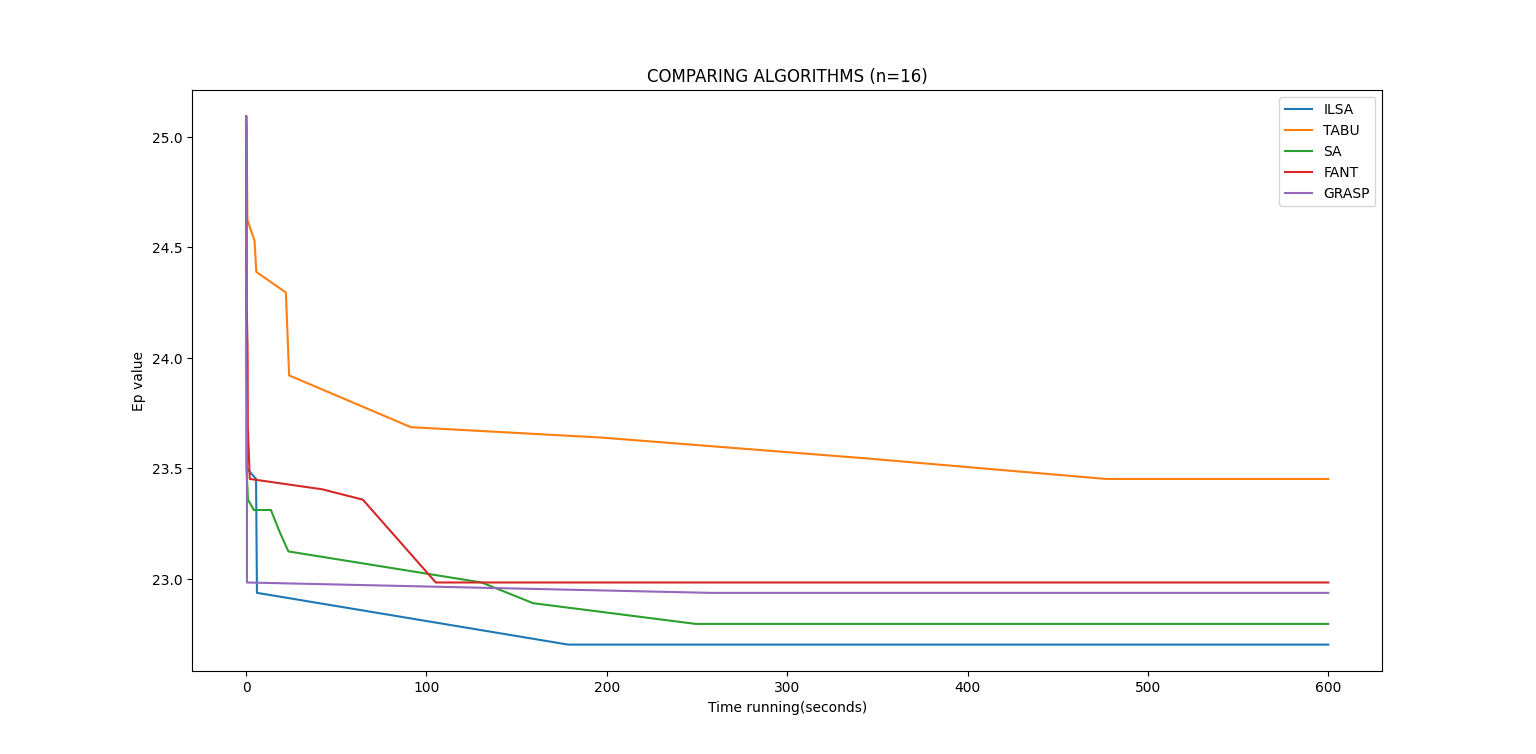 COMPARING ALGORITHMS (n=16)
ILSA
TABU
SA
FANT
GRASP
25.0
24.5
24.0
23.5
23.0
Ep value
0 100 200 300 400 500 600
Time running(seconds)